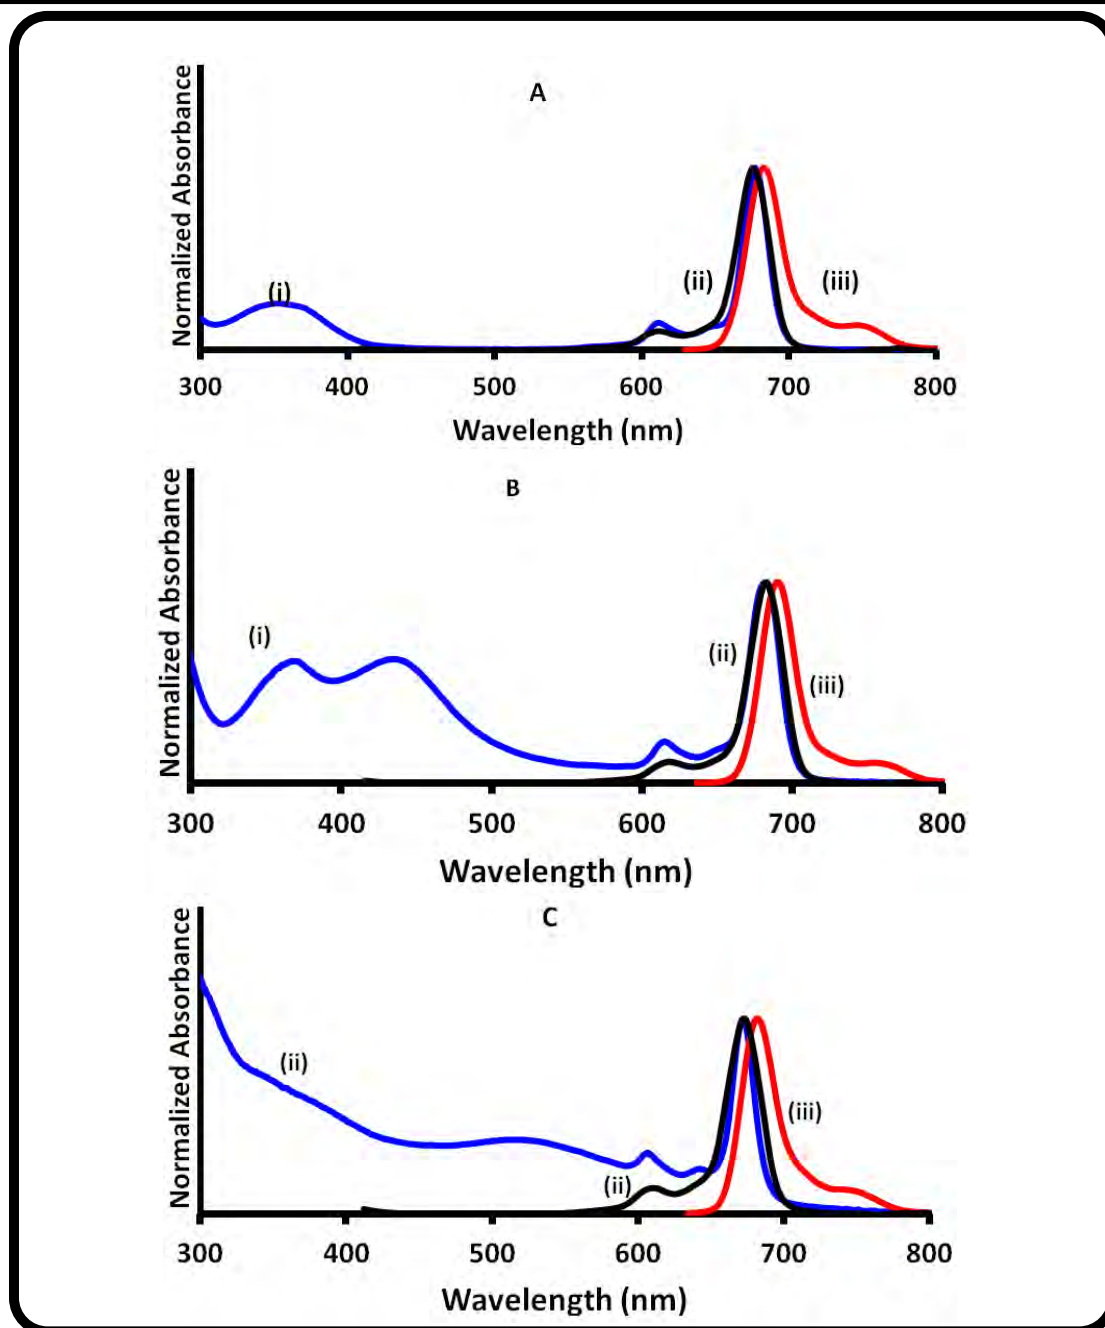 A
Normalized Absorbance
(i)
(ii)
(iii)
300 400 500 600 700 800
Wavelength (nm)
B
Normalized Absorbance
(i)
(ii)
(iii)
300 400 500 600 700 800
Wavelength (nm)
C
Normalized Absorbance
(ii)
(iii)
(ii)
300 400 500 600 700 800
Wavelength (nm)